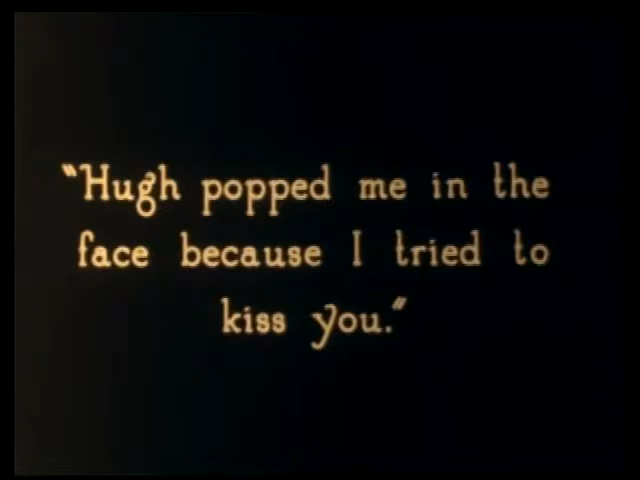 "Hugh popped me in the
face because I tried to
kiss you."